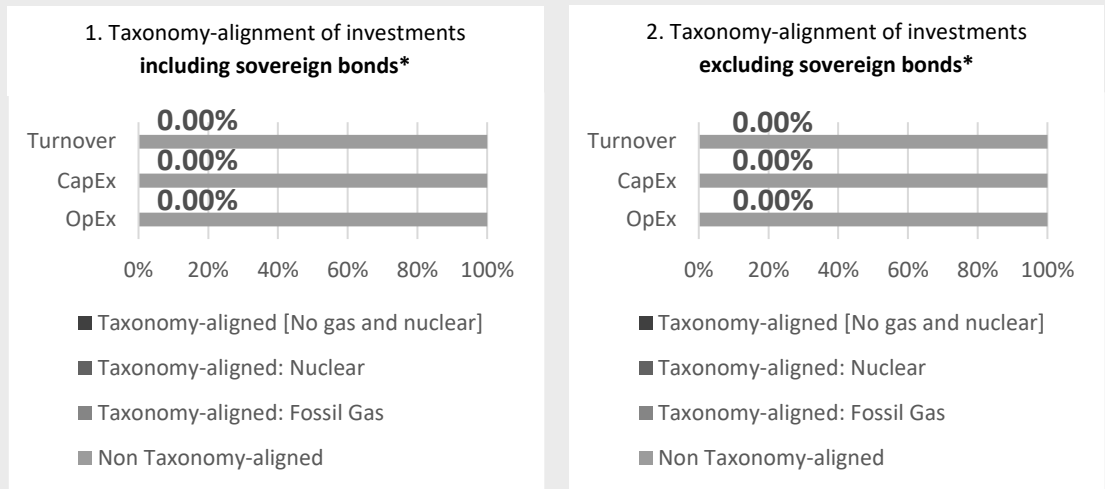 1. Taxonomy-alignment of investments
including sovereign bonds*
0.00%
Turnover
0.00%
CapEx
0.00%
OpEx
0% 20% 40% 60% 80% 100%
■ Taxonomy-aligned [No gas and nuclear]
■ Taxonomy-aligned: Nuclear
■ Taxonomy-aligned: Fossil Gas
■ Non Taxonomy-aligned
2. Taxonomy-alignment of investments
excluding sovereign bonds*
0.00%
Turnover
0.00%
CapEx
0.00%
OpEx
0% 20% 40% 60% 80% 100%
■ Taxonomy-aligned [No gas and nuclear]
■ Taxonomy-aligned: Nuclear
■ Taxonomy-aligned: Fossil Gas
■ Non Taxonomy-aligned